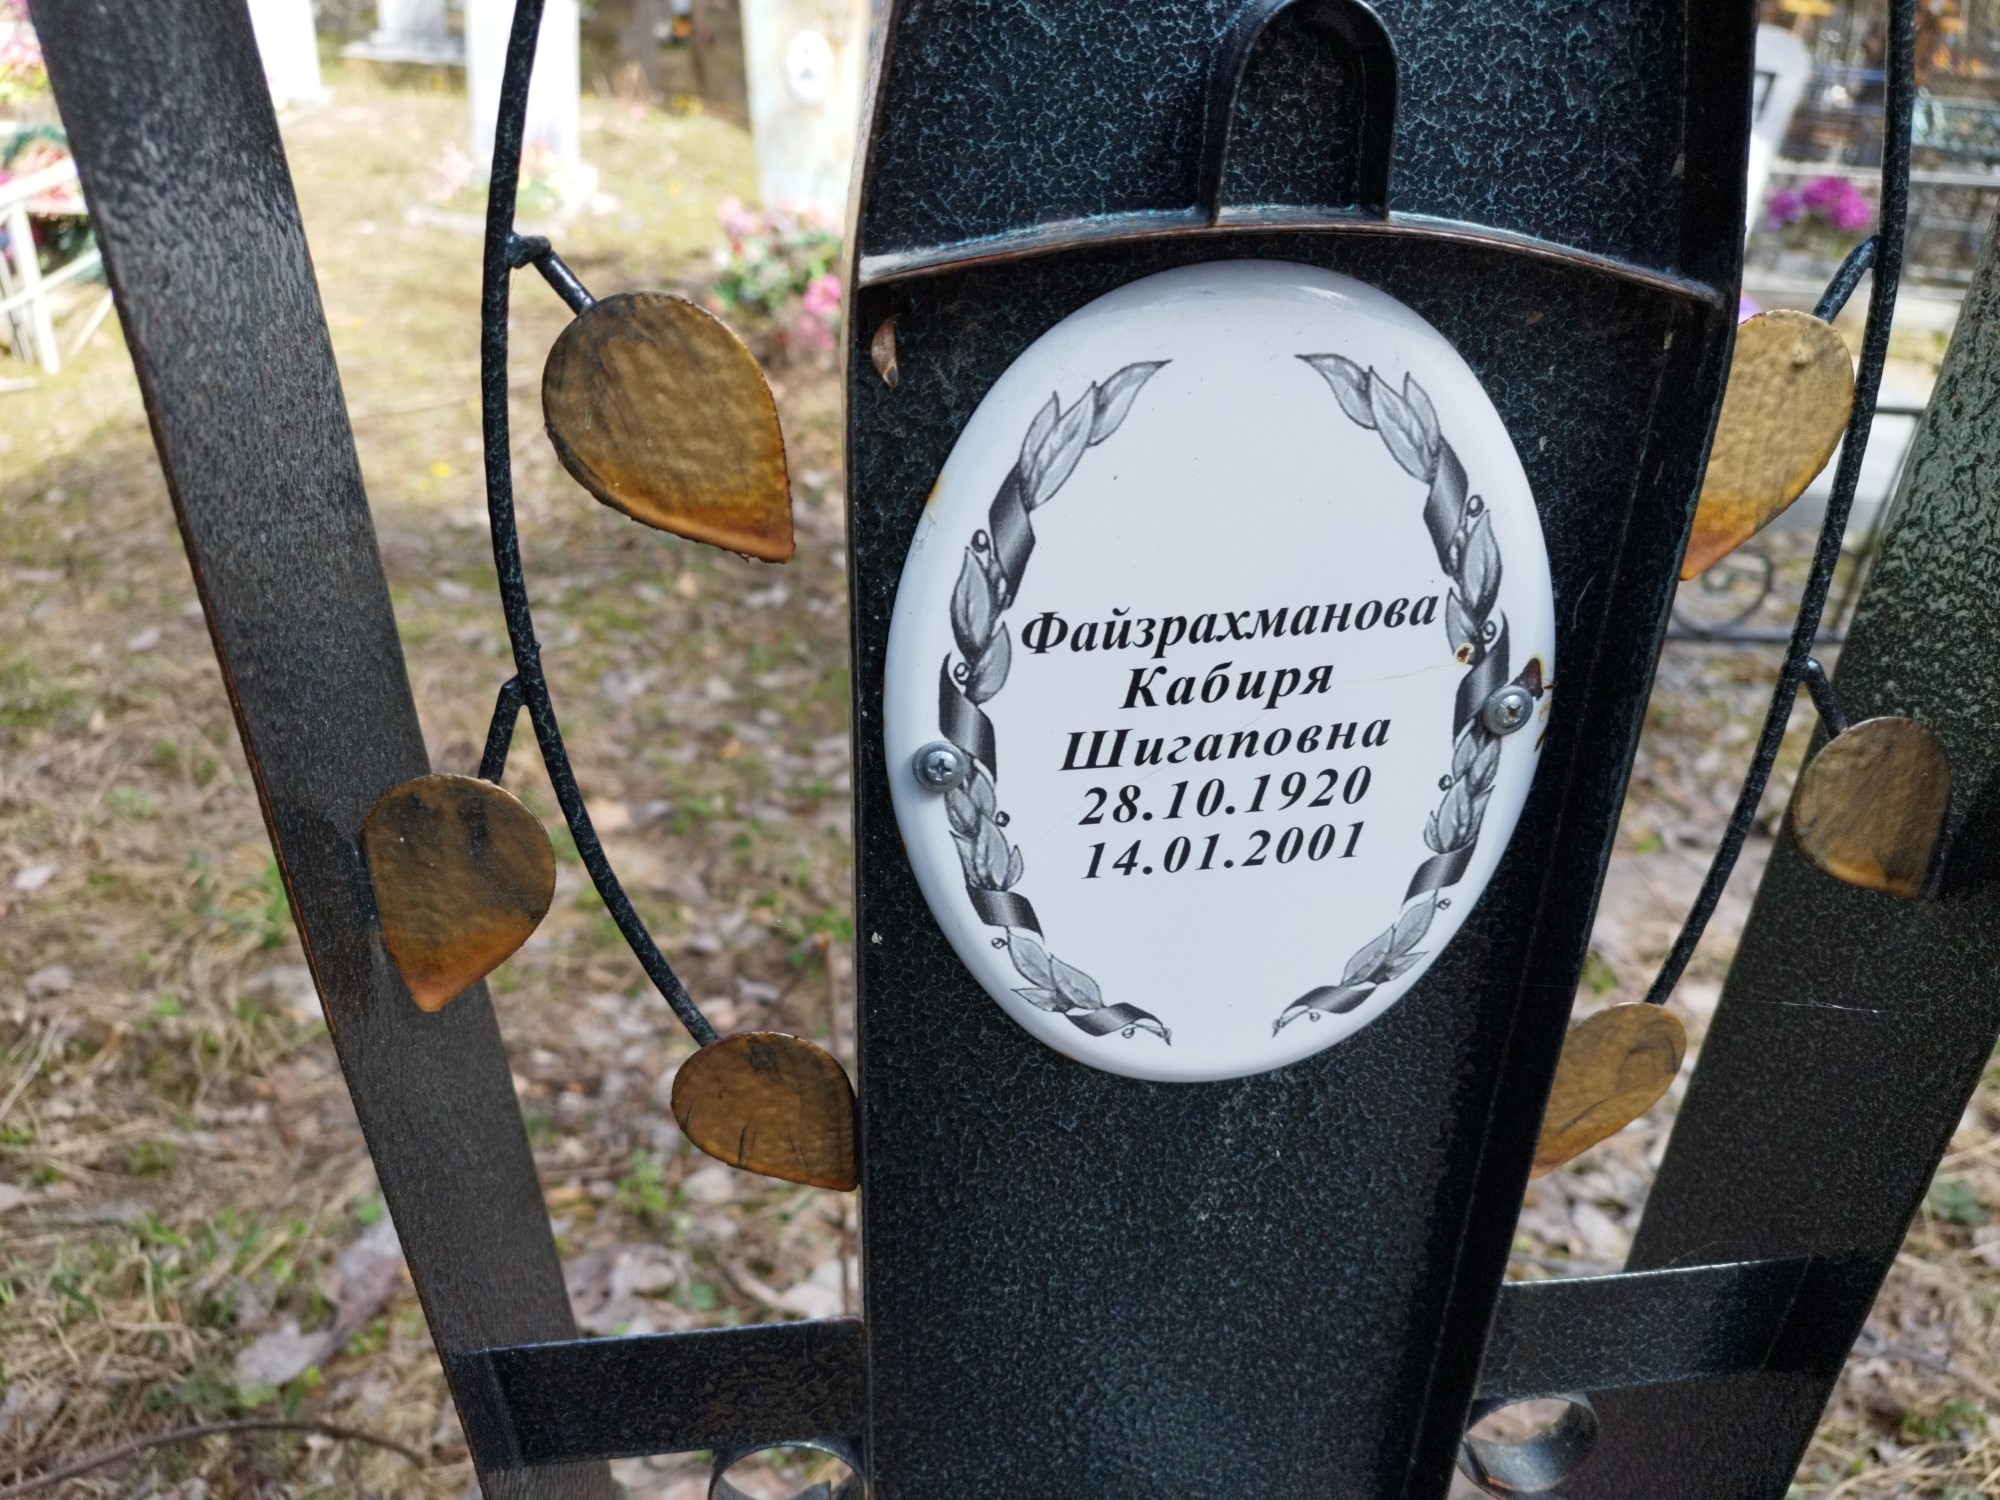 Файзрахманова
Кабиря
Шигаповна
28.10.1920
14.01.2001